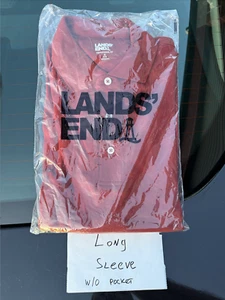 LANDS'
END
LANDS'
END
Long
Sleeve
W/O POCKET